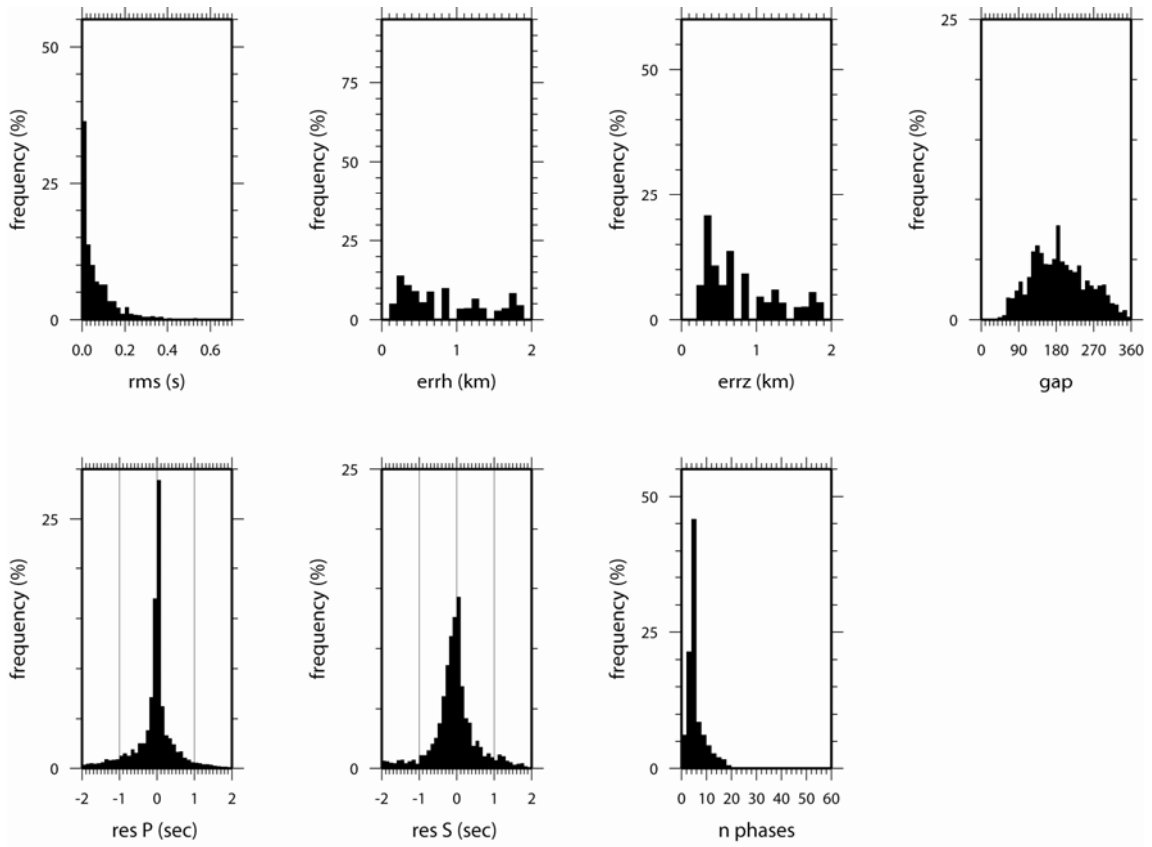 frequency (%)
50
25
0
0.0 0.2 0.4 0.6
rms (s)
frequency (%)
75
50
25
0
0 1 2
errh (km)
frequency (%)
50
25
0
0 1 2
errz (km)
frequency (%)
25
0
0 90 180 270 360
gap
frequency (%)
25
0
-2 -1 0 1 2
res P (sec)
frequency (%)
25
0
-2 -1 0 1 2
res S (sec)
frequency (%)
50
25
0
0 10 20 30 40 50 60
n phases